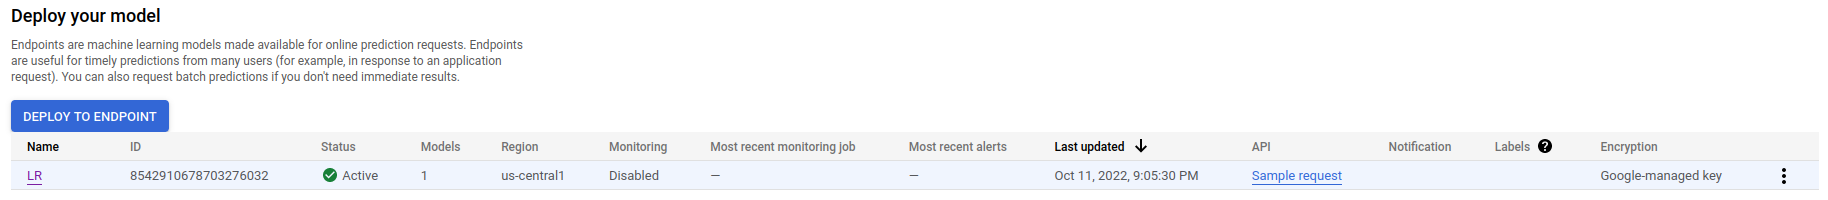 Deploy your model
Endpoints are machine learning models made available for online prediction requests. Endpoints
are useful for timely predictions from many users (for example, in response to an application
request). You can also request batch predictions if you don't need immediate results.
DEPLOY TO ENDPOINT
Name ID Status Models Region Monitoring Most recent monitoring job Most recent alerts Last updated API Notification Labels Encryption
LR 8542910678703276032 Active 1 us-central1 Disabled — — Oct 11, 2022, 9:05:30 PM Sample request Google-managed key